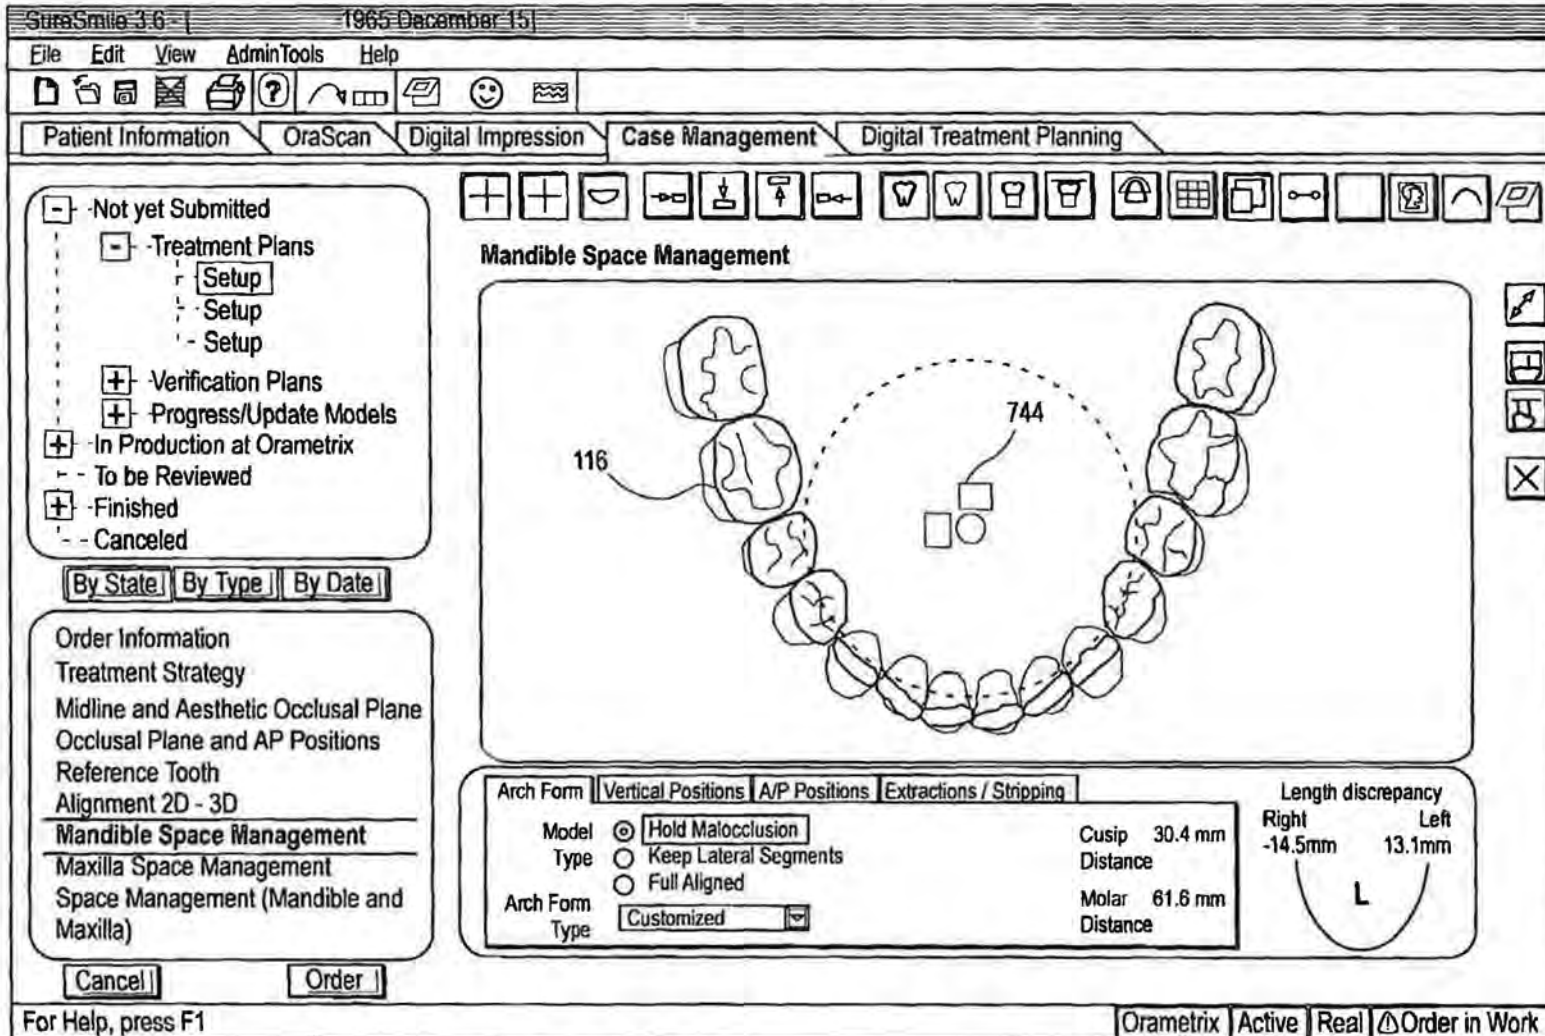 SureSmile 3.6 - [ 1965 December 15]
File Edit View AdminTools Help
Patient Information OraScan Digital Impression Case Management Digital Treatment Planning
Not yet Submitted
Treatment Plans
Setup
Setup
Setup
Verification Plans
Progress/Update Models
In Production at Orametrix
To be Reviewed
Finished
Canceled
By State By Type By Date
Order Information
Treatment Strategy
Midline and Aesthetic Occlusal Plane
Occlusal Plane and AP Positions
Reference Tooth
Alignment 2D - 3D
Mandible Space Management
Maxilla Space Management
Space Management (Mandible and
Maxilla)
Cancel Order
Mandible Space Management
744
116
Arch Form Vertical Positions A/P Positions Extractions / Stripping
Model
Type
Hold Malocclusion
Keep Lateral Segments
Full Aligned
Arch Form
Type
Customized
Cusip 30.4 mm
Distance
Molar 61.6 mm
Distance
Length discrepancy
Right Left
-14.5mm 13.1mm
L
For Help, press F1
Orametrix Active Real Order in Work